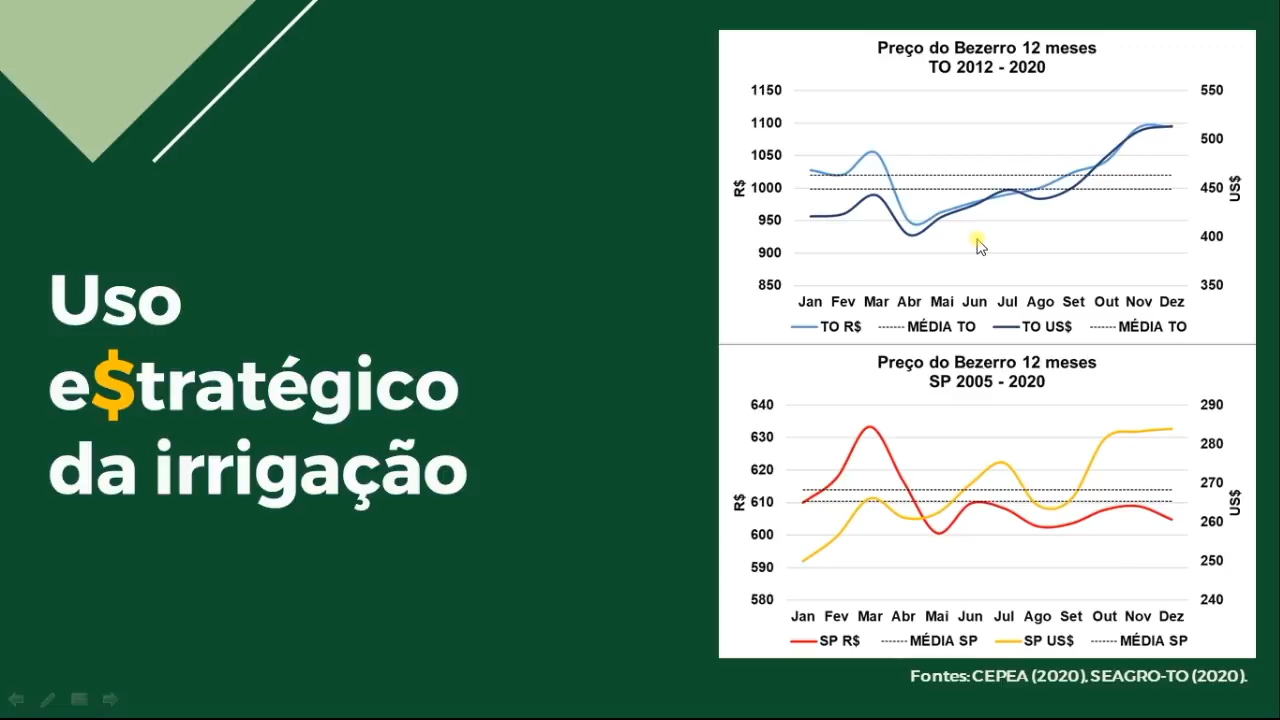 Uso
e$tratégico
da irrigação
Preço do Bezerro 12 meses
TO 2012 - 2020
1150
1100
1050
1000
950
900
850
R$
550
500
450
400
350
US$
Jan Fev Mar Abr Mai Jun Jul Ago Set Out Nov Dez
TO R$ MÉDIA TO TO US$ MÉDIA TO
Preço do Bezerro 12 meses
SP 2005 - 2020
640
630
620
610
600
590
580
R$
290
280
270
260
250
240
US$
Jan Fev Mar Abr Mai Jun Jul Ago Set Out Nov Dez
SP R$ MÉDIA SP SP US$ MÉDIA SP
Fontes: CEPEA (2020), SEAGRO-TO (2020).